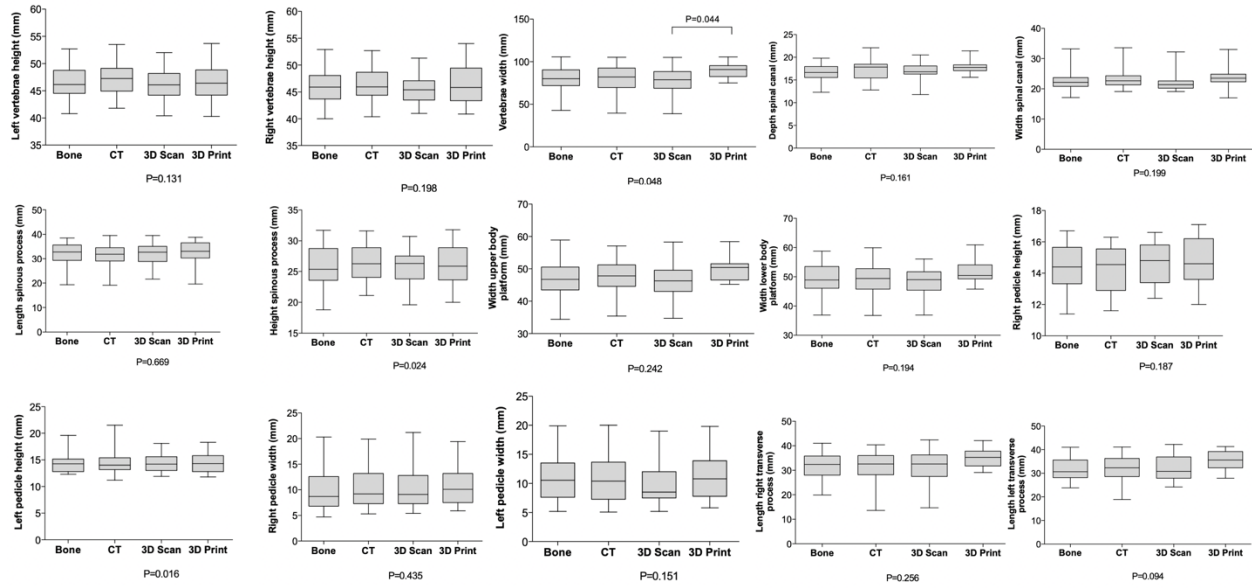 Left vertebrae height (mm)
55
50
45
40
35
Bone CT 3D Scan 3D Print
P=0.131
Right vertebrae height (mm)
65
60
55
50
45
40
35
Bone CT 3D Scan 3D Print
P=0.198
Vertebrae width (mm)
200
150
100
50
0
P=0.044
Bone CT 3D Scan 3D Print
P=0.048
Depth spinal canal (mm)
25
20
15
10
5
0
Bone CT 3D Scan 3D Print
P=0.161
Width spinal canal (mm)
40
30
20
10
0
Bone CT 3D Scan 3D Print
P=0.199
Length spinous process (mm)
50
40
30
20
10
0
Bone CT 3D Scan 3D Print
P=0.669
Height spinous process (mm)
35
30
25
20
15
Bone CT 3D Scan 3D Print
P=0.024
Width upper body
platform (mm)
70
60
50
40
30
Bone CT 3D Scan 3D Print
P=0.242
Width lower body
platform (mm)
70
60
50
40
30
Bone CT 3D Scan 3D Print
P=0.194
Right pedicle height (mm)
18
16
14
12
10
Bone CT 3D Scan 3D Print
P=0.187
Left pedicle height (mm)
25
20
15
10
5
0
Bone CT 3D Scan 3D Print
P=0.016
Right pedicle width (mm)
25
20
15
10
5
0
Bone CT 3D Scan 3D Print
P=0.435
Left pedicle width (mm)
25
20
15
10
5
0
Bone CT 3D Scan 3D Print
P=0.151
Length right transverse
process (mm)
50
40
30
20
10
0
Bone CT 3D Scan 3D Print
P=0.256
Length left transverse
process (mm)
50
40
30
20
10
0
Bone CT 3D Scan 3D Print
P=0.094